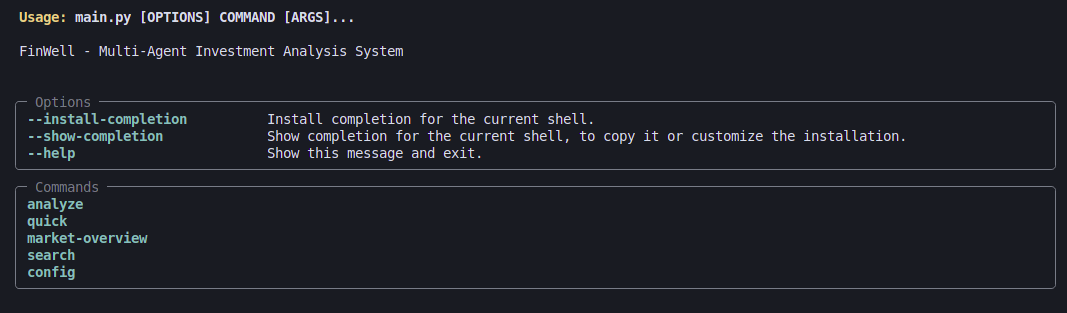 Usage: main.py [OPTIONS] COMMAND [ARGS]...
FinWell - Multi-Agent Investment Analysis System
Options
--install-completion Install completion for the current shell.
--show-completion Show completion for the current shell, to copy it or customize the installation.
--help Show this message and exit.
Commands
analyze
quick
market-overview
search
config